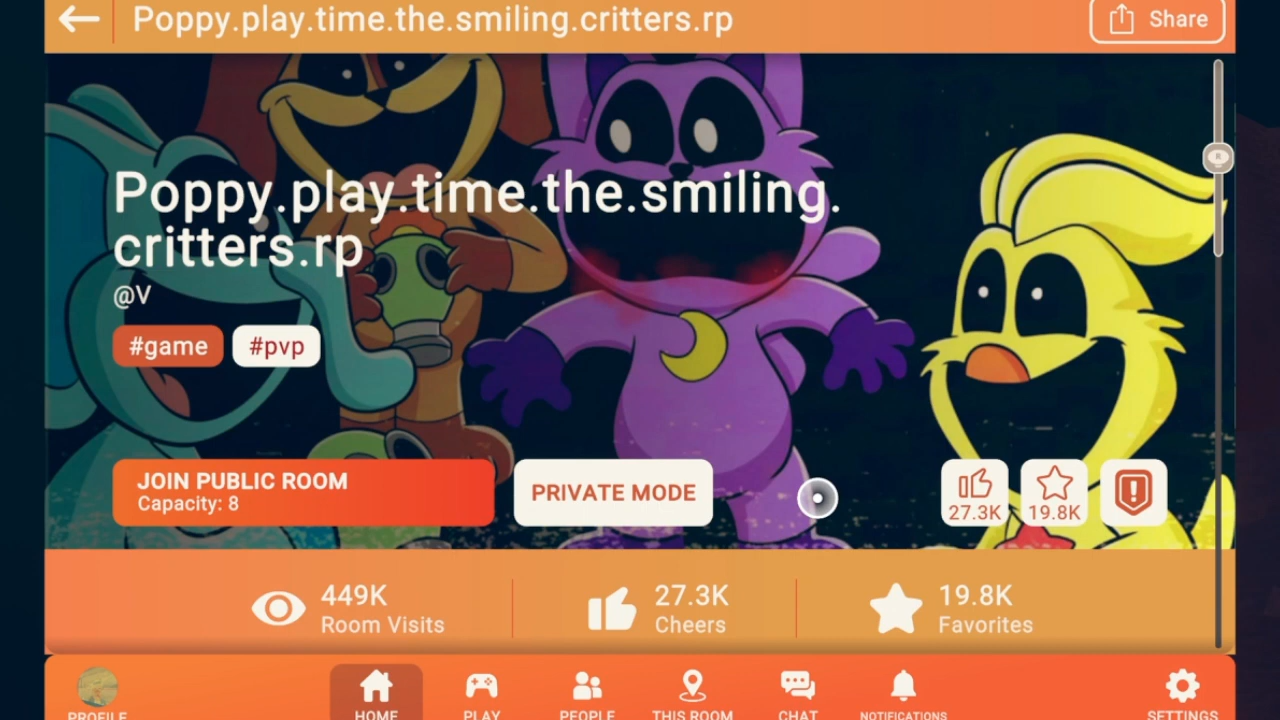 Poppy.play.time.the.smiling.critters.rp
Share
Poppy.play.time.the.smiling.
critters.rp
@V
#game
#pvp
JOIN PUBLIC ROOM
Capacity: 8
PRIVATE MODE
27.3K
19.8K
449K
Room Visits
27.3K
Cheers
19.8K
Favorites
PROFILE
HOME
PLAY
PEOPLE
THIS ROOM
CHAT
NOTIFICATIONS
SETTINGS